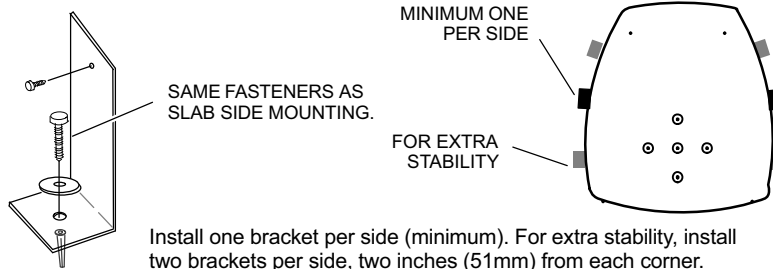 MINIMUM ONE
PER SIDE
SAME FASTENERS AS
SLAB SIDE MOUNTING.
FOR EXTRA
STABILITY
Install one bracket per side (minimum). For extra stability, install
two brackets per side, two inches (51mm) from each corner.